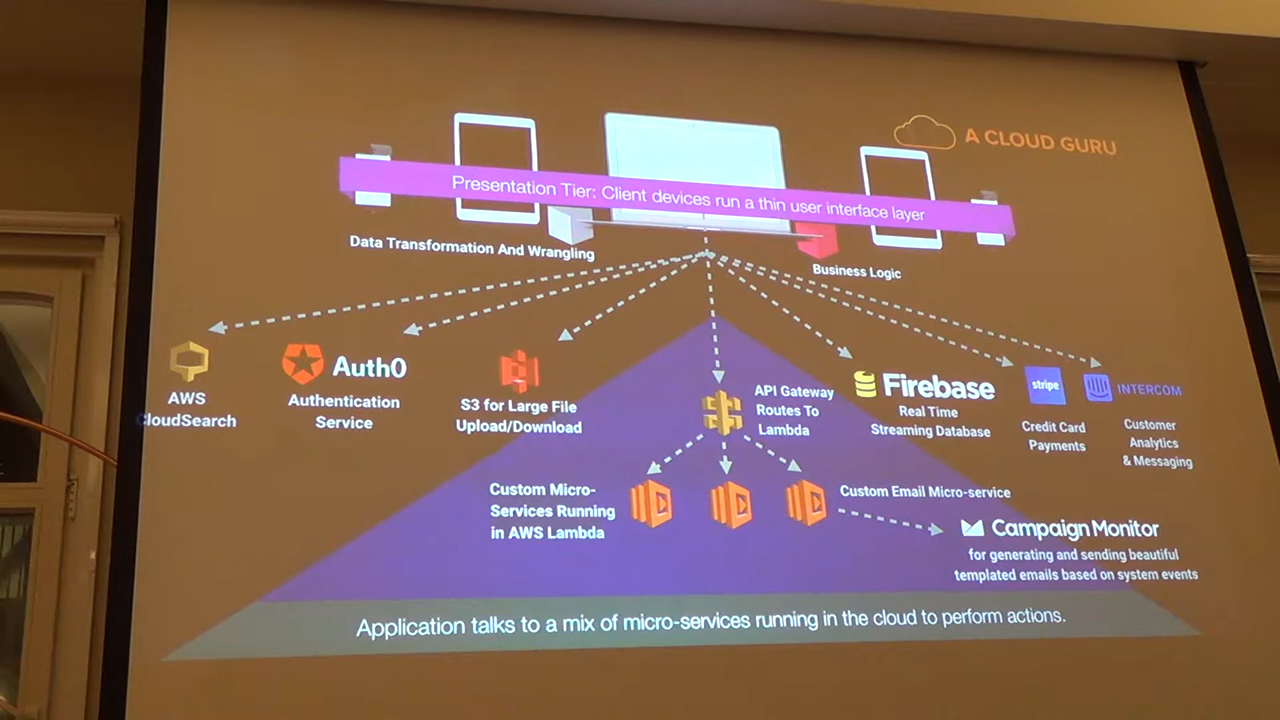 A CLOUD GURU
Presentation Tier: Client devices run a thin user interface layer
Data Transformation And Wrangling
Business Logic
AWS
CloudSearch
Auth0
Authentication
Service
S3 for Large File
Upload/Download
API Gateway
Routes To
Lambda
Firebase
Real Time
Streaming Database
stripe
Credit Card
Payments
INTERCOM
Customer
Analytics
& Messaging
Custom Micro-
Services Running
in AWS Lambda
Custom Email Micro-service
Campaign Monitor
for generating and sending beautiful
templated emails based on system events
Application talks to a mix of micro-services running in the cloud to perform actions.